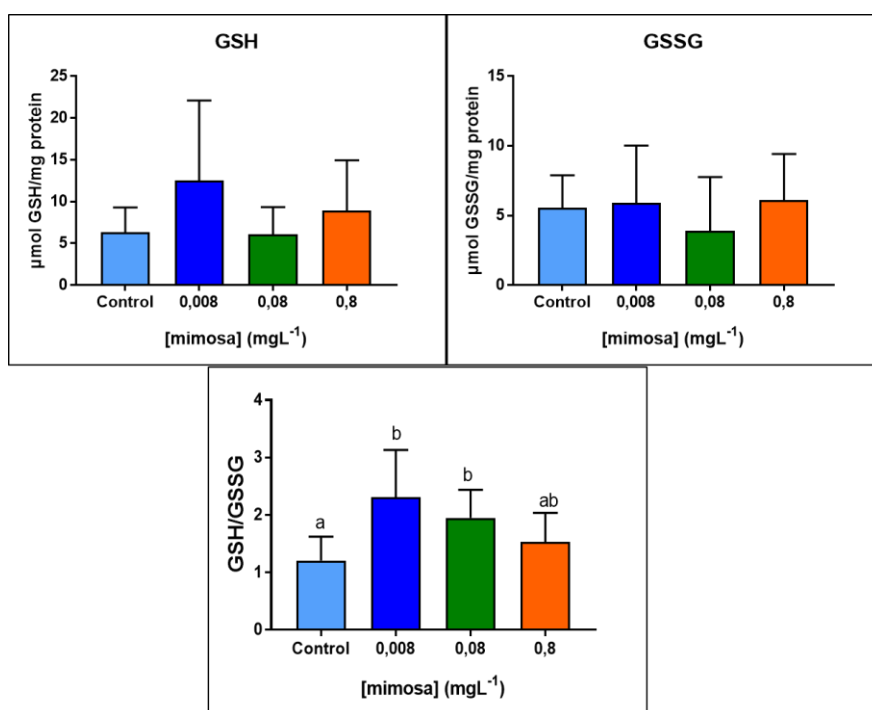 GSH
µmol GSH/mg protein
25
20
15
10
5
0
Control 0,008 0,08 0,8
[mimosa] (mgL⁻¹)
GSSG
µmol GSSG/mg protein
15
10
5
0
Control 0,008 0,08 0,8
[mimosa] (mgL⁻¹)
GSH/GSSG
4
3
2
1
0
a b b ab
Control 0,008 0,08 0,8
[mimosa] (mgL⁻¹)